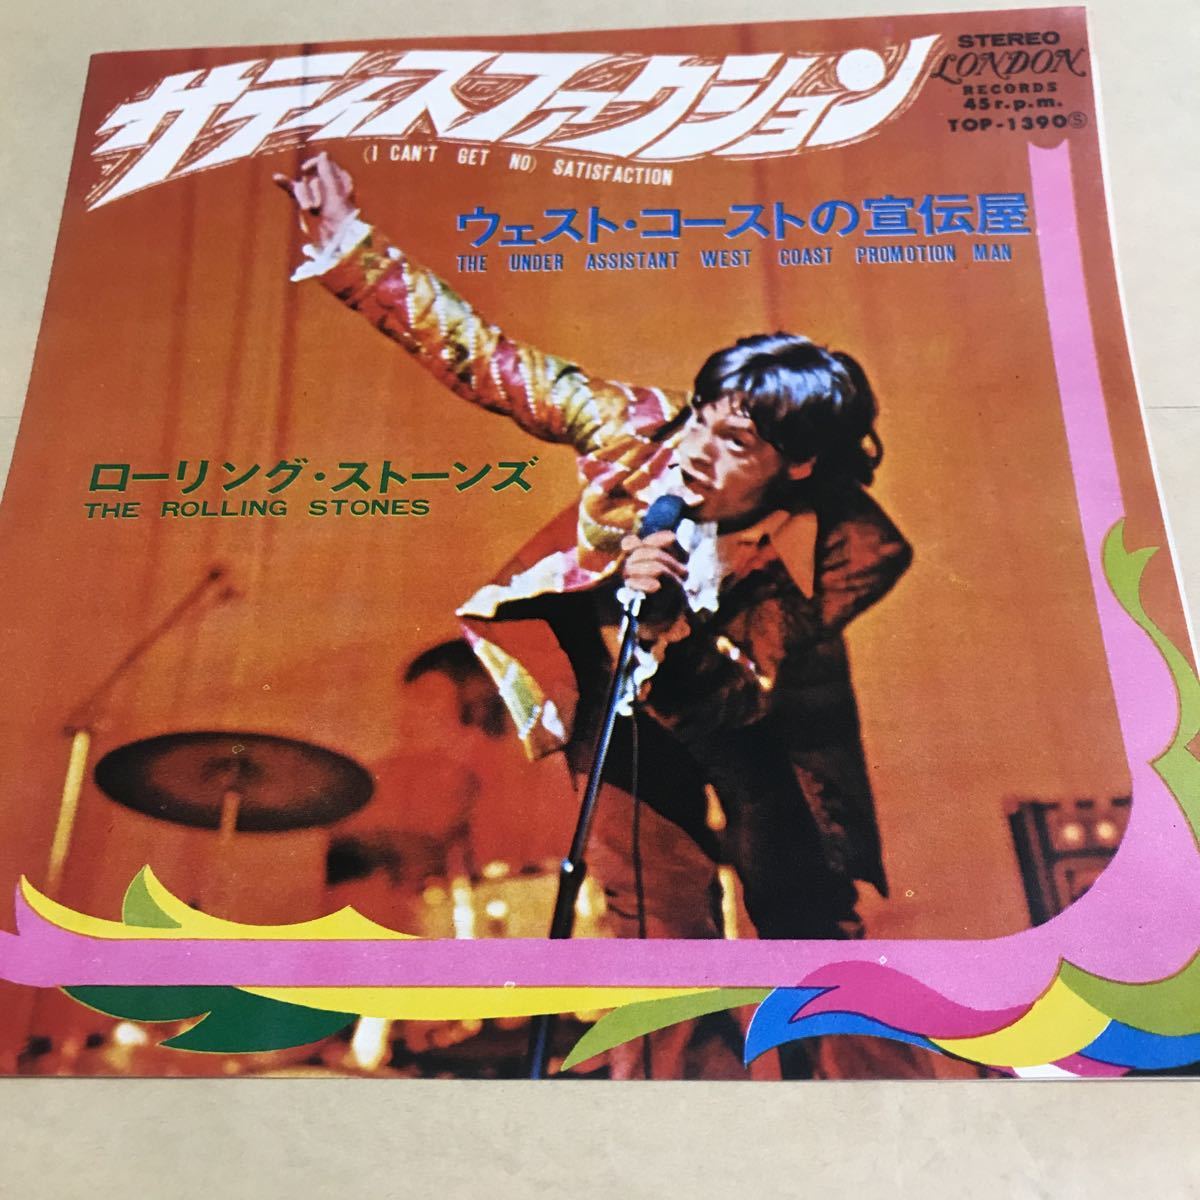 サティスファクション
(I CAN'T GET NO) SATISFACTION
STEREO
LONDON
RECORDS
45 r.p.m.
TOP-1390Ⓢ
ウェスト・コーストの宣伝屋
THE UNDER ASSISTANT WEST COAST PROMOTION MAN
ローリング・ストーンズ
THE ROLLING STONES